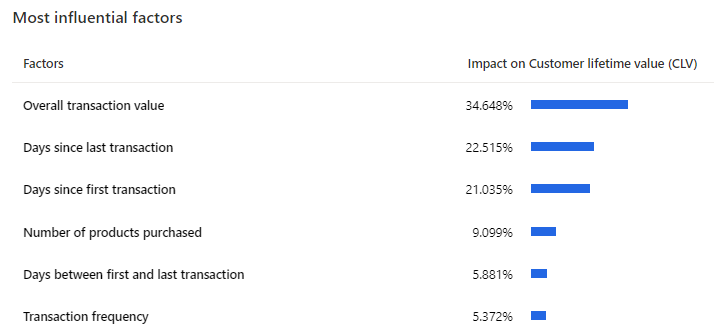 Most influential factors
Factors Impact on Customer lifetime value (CLV)
Overall transaction value 34.648%
Days since last transaction 22.515%
Days since first transaction 21.035%
Number of products purchased 9.099%
Days between first and last transaction 5.881%
Transaction frequency 5.372%